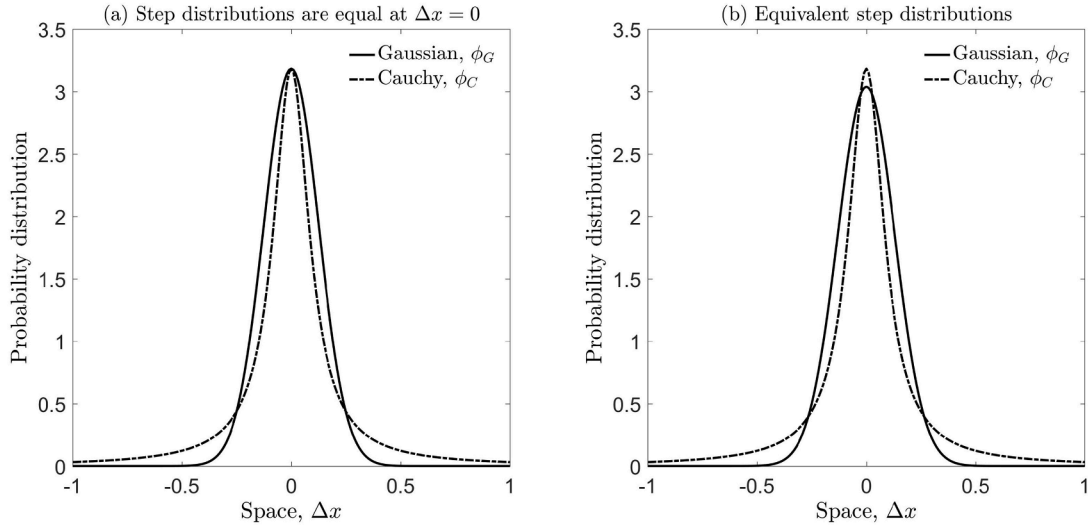 (a) Step distributions are equal at Δx = 0
3.5
3
2.5
2
1.5
1
0.5
0
Probability distribution
Gaussian, ϕ_G
Cauchy, ϕ_C
-1
-0.5
0
0.5
1
Space, Δx
(b) Equivalent step distributions
3.5
3
2.5
2
1.5
1
0.5
0
Probability distribution
Gaussian, ϕ_G
Cauchy, ϕ_C
-1
-0.5
0
0.5
1
Space, Δx